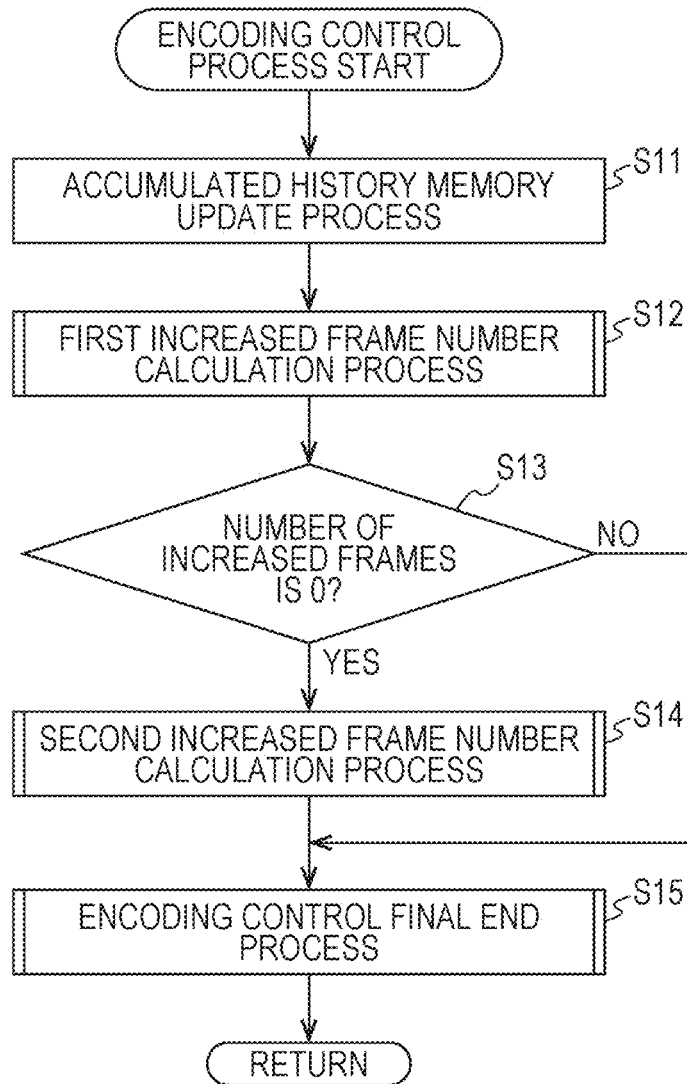 ENCODING CONTROL
PROCESS START
S11
ACCUMULATED HISTORY MEMORY
UPDATE PROCESS
S12
FIRST INCREASED FRAME NUMBER
CALCULATION PROCESS
S13
NUMBER OF
INCREASED FRAMES
IS 0?
NO
YES
S14
SECOND INCREASED FRAME NUMBER
CALCULATION PROCESS
S15
ENCODING CONTROL FINAL END
PROCESS
RETURN